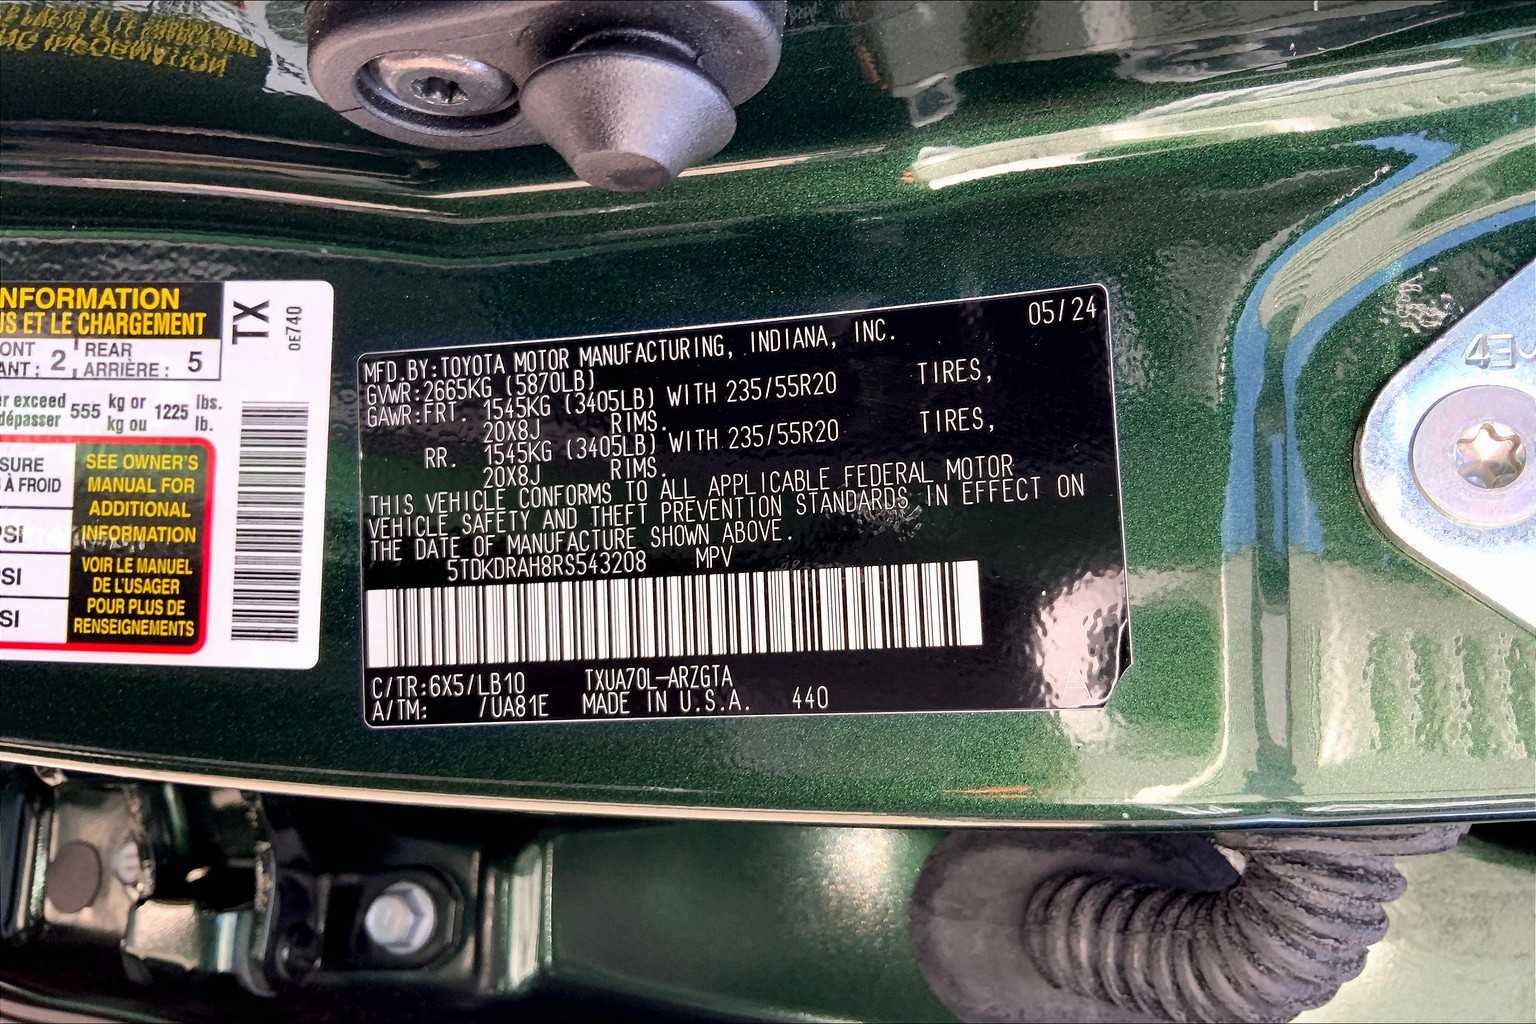 NFORMATION
US ET LE CHARGEMENT
ONT 2 REAR 5
ANT : ARRIÈRE :
er exceed 555 kg or 1225 lbs.
dépasser kg ou lb.
SURE
À FROID
SI
SI
SI
SEE OWNER'S
MANUAL FOR
ADDITIONAL
INFORMATION
VOIR LE MANUEL
DE L'USAGER
POUR PLUS DE
RENSEIGNEMENTS
TX
0E740
05/24
MFD.BY:TOYOTA MOTOR MANUFACTURING, INDIANA, INC.
GVWR:2665KG (5870LB)
GAWR:FRT. 1545KG (3405LB) WITH 235/55R20 TIRES,
20X8J RIMS.
RR. 1545KG (3405LB) WITH 235/55R20 TIRES,
20X8J RIMS.
THIS VEHICLE CONFORMS TO ALL APPLICABLE FEDERAL MOTOR
VEHICLE SAFETY AND THEFT PREVENTION STANDARDS IN EFFECT ON
THE DATE OF MANUFACTURE SHOWN ABOVE.
5TDKDRAH8RS543208 MPV
C/TR:6X5/LB10 TXUA70L-ARZGTA
A/TM: /UA81E MADE IN U.S.A. 440